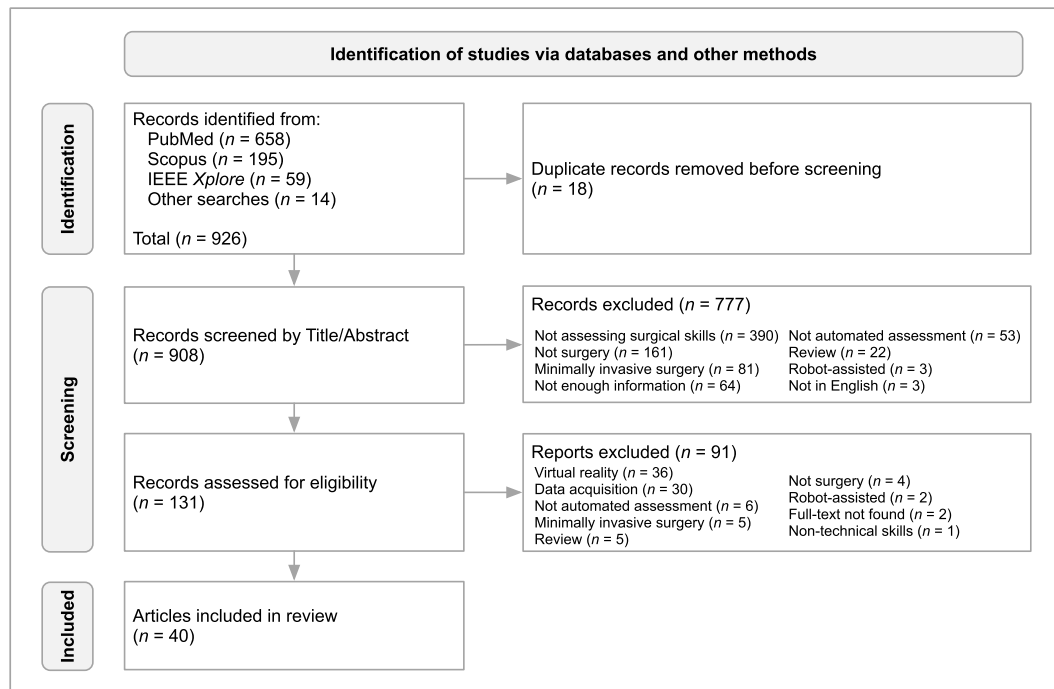 Identification of studies via databases and other methods
Identification
Records identified from:
PubMed (n = 658)
Scopus (n = 195)
IEEE Xplore (n = 59)
Other searches (n = 14)
Total (n = 926)
Duplicate records removed before screening
(n = 18)
Screening
Records screened by Title/Abstract
(n = 908)
Records excluded (n = 777)
Not assessing surgical skills (n = 390)
Not surgery (n = 161)
Minimally invasive surgery (n = 81)
Not enough information (n = 64)
Not automated assessment (n = 53)
Review (n = 22)
Robot-assisted (n = 3)
Not in English (n = 3)
Records assessed for eligibility
(n = 131)
Reports excluded (n = 91)
Virtual reality (n = 36)
Data acquisition (n = 30)
Not automated assessment (n = 6)
Minimally invasive surgery (n = 5)
Review (n = 5)
Not surgery (n = 4)
Robot-assisted (n = 2)
Full-text not found (n = 2)
Non-technical skills (n = 1)
Included
Articles included in review
(n = 40)